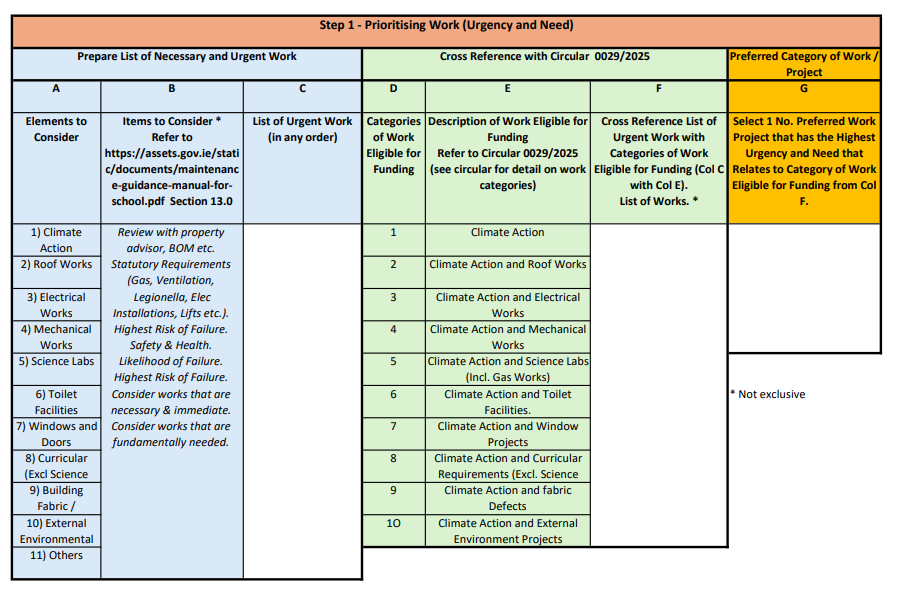 Step 1 - Prioritising Work (Urgency and Need)
Prepare List of Necessary and Urgent Work
Cross Reference with Circular 0029/2025
Preferred Category of Work /
Project
A
B
C
D
E
F
G
Elements to
Consider
Items to Consider *
Refer to
https://assets.gov.ie/stati
c/documents/maintenanc
e-guidance-manual-for-
school.pdf Section 13.0
List of Urgent Work
(in any order)
Categories
of Work
Eligible for
Funding
Description of Work Eligible for
Funding
Refer to Circular 0029/2025
(see circular for detail on work
categories)
Cross Reference List of
Urgent Work with
Categories of Work
Eligible for Funding (Col C
with Col E).
List of Works. *
Select 1 No. Preferred Work
Project that has the Highest
Urgency and Need that
Relates to Category of Work
Eligible for Funding from Col
F.
1) Climate
Action
2) Roof Works
3) Electrical
Works
4) Mechanical
Works
5) Science Labs
6) Toilet
Facilities
7) Windows and
Doors
8) Curricular
(Excl Science
9) Building
Fabric /
10) External
Environmental
11) Others
Review with property
advisor, BOM etc.
Statutory Requirements
(Gas, Ventilation,
Legionella, Elec
Installations, Lifts etc.).
Highest Risk of Failure.
Safety & Health.
Likelihood of Failure.
Highest Risk of Failure.
Consider works that are
necessary & immediate.
Consider works that are
fundamentally needed.
1
Climate Action
2
Climate Action and Roof Works
3
Climate Action and Electrical
Works
4
Climate Action and Mechanical
Works
5
Climate Action and Science Labs
(Incl. Gas Works)
6
Climate Action and Toilet
Facilities.
7
Climate Action and Window
Projects
8
Climate Action and Curricular
Requirements (Excl. Science
9
Climate Action and fabric
Defects
1O
Climate Action and External
Environment Projects
* Not exclusive